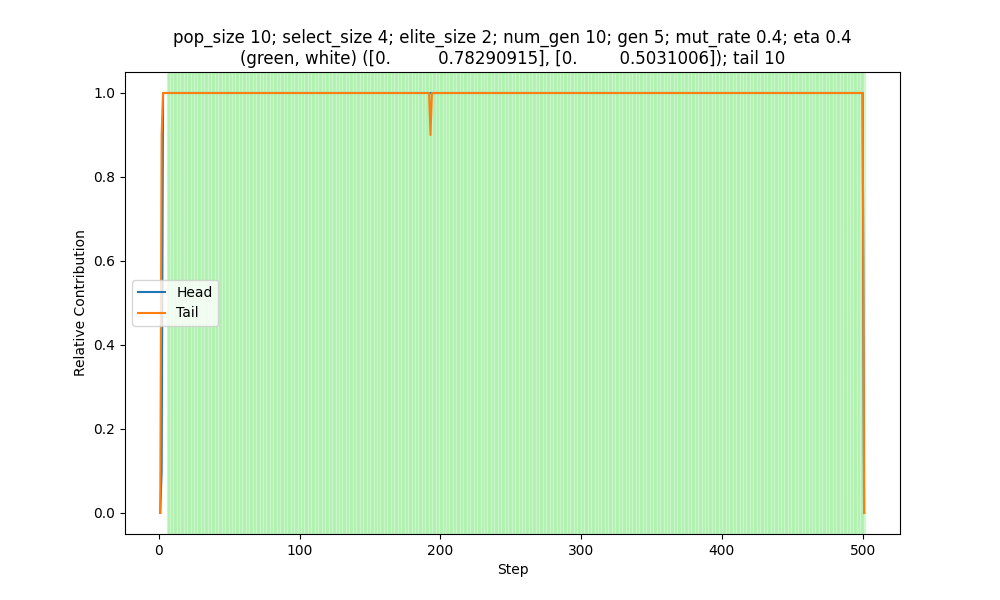 pop_size 10; select_size 4; elite_size 2; num_gen 10; gen 5; mut_rate 0.4; eta 0.4
(green, white) ([0. 0.78290915], [0. 0.5031006]); tail 10
1.0
0.8
0.6
0.4
0.2
0.0
Relative Contribution
Head
Tail
0 100 200 300 400 500
Step